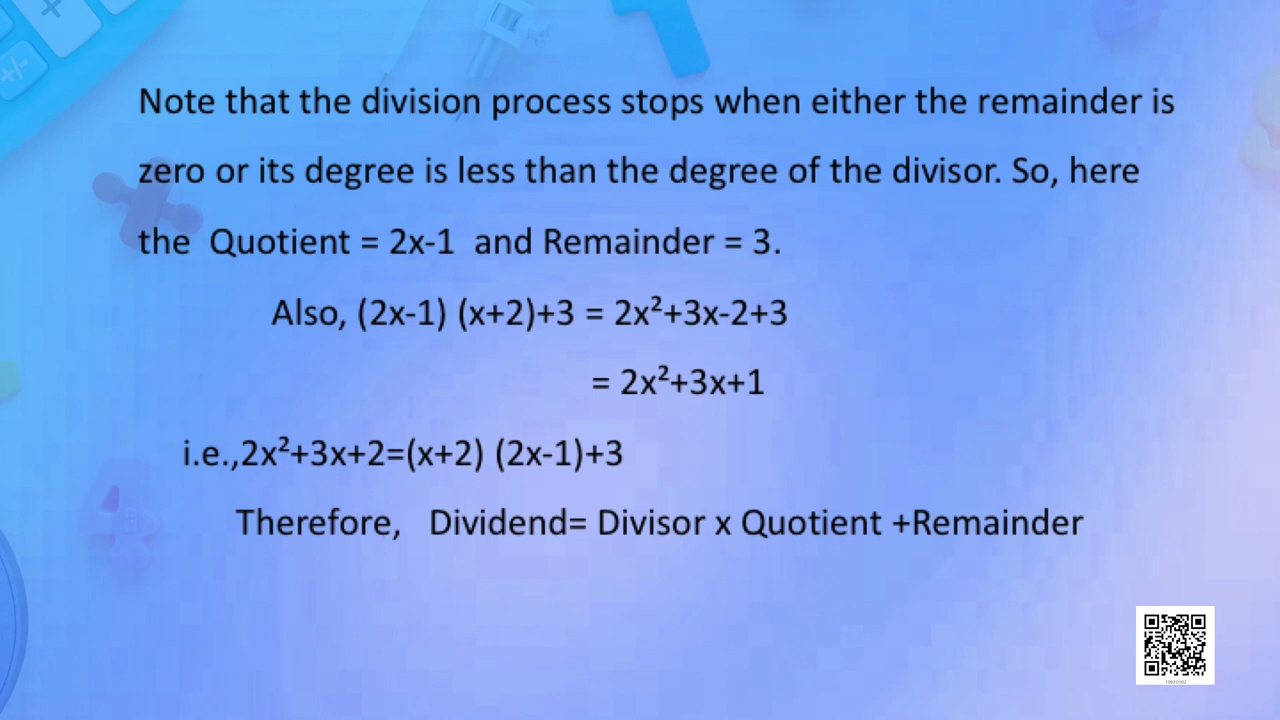 Note that the division process stops when either the remainder is
zero or its degree is less than the degree of the divisor. So, here
the Quotient = 2x-1 and Remainder = 3.
Also, (2x-1) (x+2)+3 = 2x²+3x-2+3
= 2x²+3x+1
i.e.,2x²+3x+2=(x+2) (2x-1)+3
Therefore, Dividend= Divisor x Quotient +Remainder